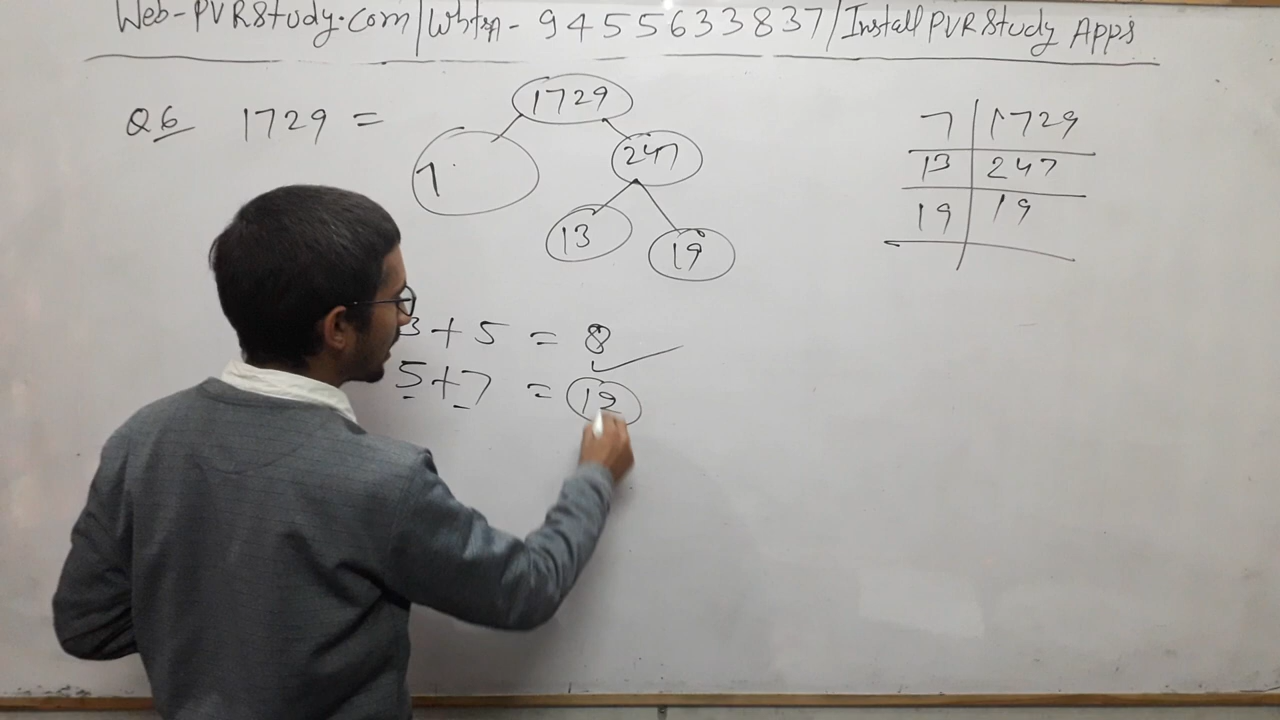 Web-PVRStudy.com/Whtsp-9455633837/Install PVR Study Apps
Q6 1729 =
1729
7 247
13 19
7 1729
13 247
19 19
3+5 = 8
5+7 = 12